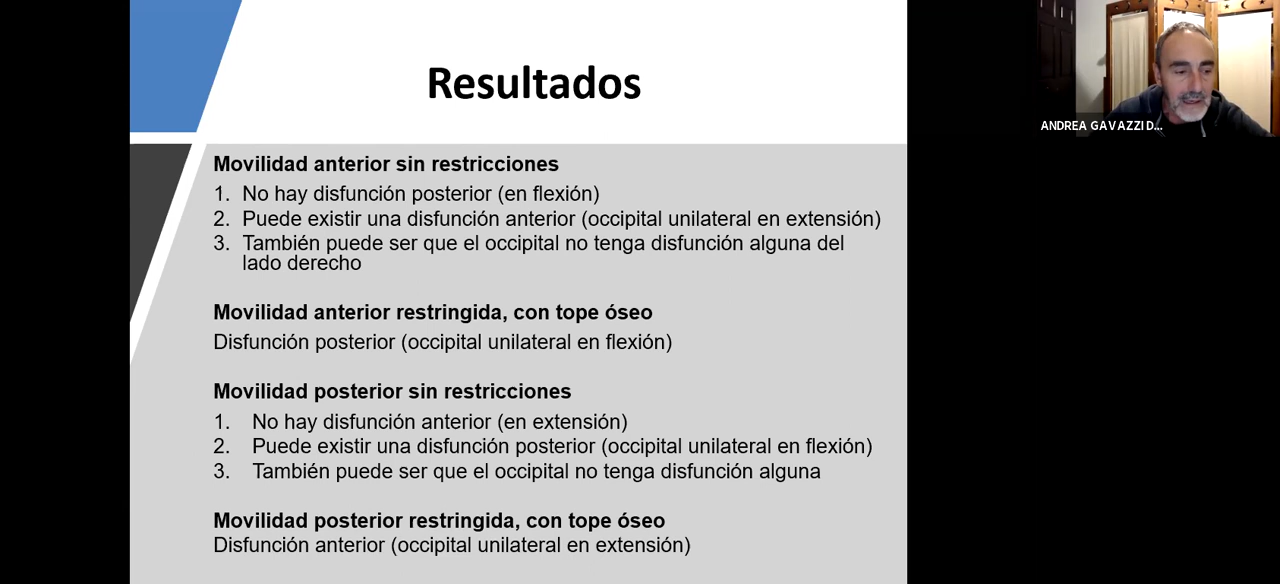 Resultados
ANDREA GAVAZZI D...
Movilidad anterior sin restricciones
1. No hay disfunción posterior (en flexión)
2. Puede existir una disfunción anterior (occipital unilateral en extensión)
3. También puede ser que el occipital no tenga disfunción alguna del
lado derecho
Movilidad anterior restringida, con tope óseo
Disfunción posterior (occipital unilateral en flexión)
Movilidad posterior sin restricciones
1. No hay disfunción anterior (en extensión)
2. Puede existir una disfunción posterior (occipital unilateral en flexión)
3. También puede ser que el occipital no tenga disfunción alguna
Movilidad posterior restringida, con tope óseo
Disfunción anterior (occipital unilateral en extensión)